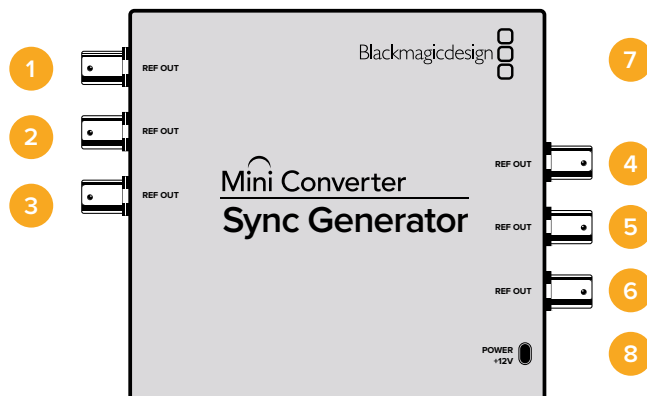 1
REF OUT
Blackmagicdesign
7
2
REF OUT
REF OUT
4
3
REF OUT
Mini Converter
Sync Generator
REF OUT
5
REF OUT
6
POWER
+12V
8